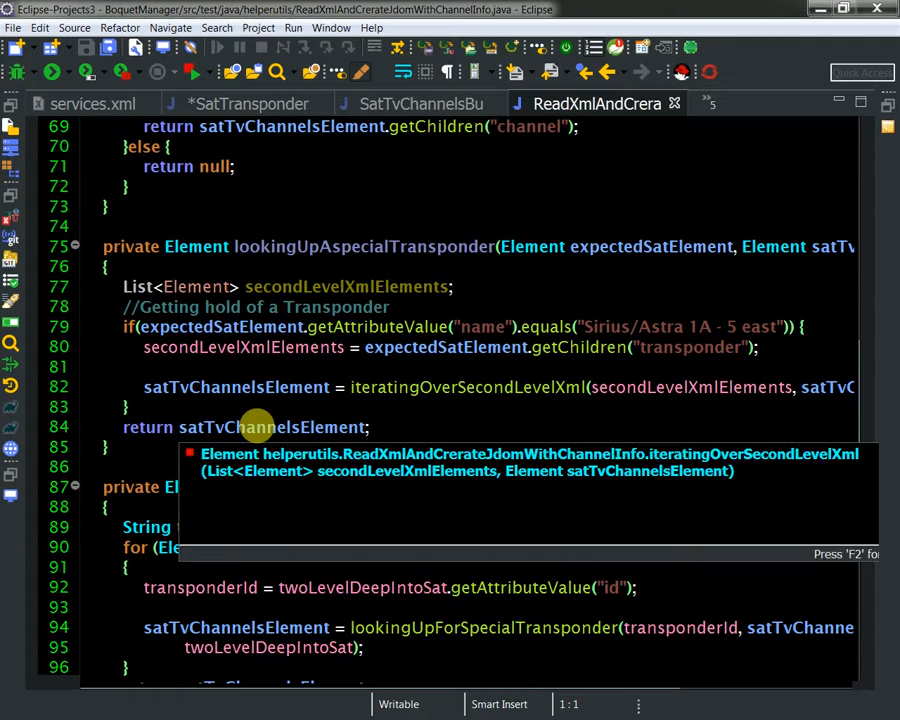 Eclipse-Projects3 - BoquetManager/src/test/java/helperutils/ReadXmlAndCrerateJdomWithChannelInfo.java - Eclipse
File Edit Source Refactor Navigate Search Project Run Window Help
Quick Access
services.xml *SatTransponder SatTvChannelsBu ReadXmlAndCrera »5
69 return satTvChannelsElement.getChildren("channel");
70 }else {
71 return null;
72 }
73 }
74
75 private Element lookingUpAspecialTransponder(Element expectedSatElement, Element satTv
76 {
77 List<Element> secondLevelXmlElements;
78 //Getting hold of a Transponder
79 if(expectedSatElement.getAttributeValue("name").equals("Sirius/Astra 1A - 5 east")) {
80 secondLevelXmlElements = expectedSatElement.getChildren("transponder");
81
82 satTvChannelsElement = iteratingOverSecondLevelXml(secondLevelXmlElements, satTvC
83 }
84 return satTvChannelsElement;
85 }
Element helperutils.ReadXmlAndCrerateJdomWithChannelInfo.iteratingOverSecondLevelXml
(List<Element> secondLevelXmlElements, Element satTvChannelsElement)
86
87 private El
88 {
89 String
90 for (Ele
Press 'F2' for
91 {
92 transponderId = twoLevelDeepIntoSat.getAttributeValue("id");
93
94 satTvChannelsElement = lookingUpForSpecialTransponder(transponderId, satTvChanne
95 twoLevelDeepIntoSat);
96 }
Writable Smart Insert 1 : 1